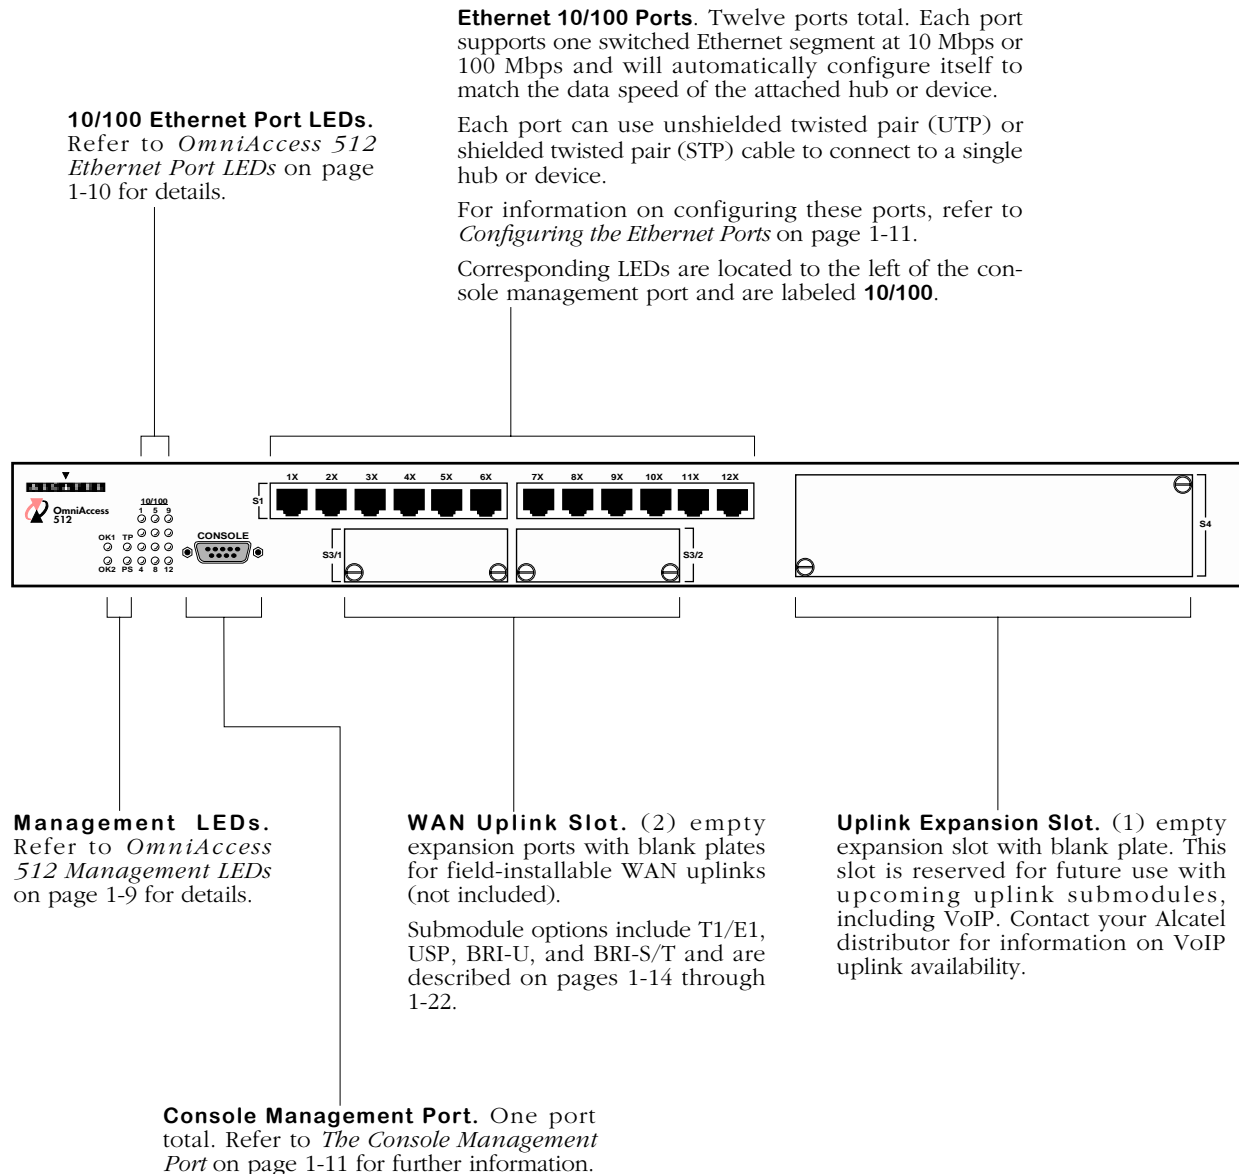 Ethernet 10/100 Ports. Twelve ports total. Each port
supports one switched Ethernet segment at 10 Mbps or
100 Mbps and will automatically configure itself to
match the data speed of the attached hub or device.
Each port can use unshielded twisted pair (UTP) or
shielded twisted pair (STP) cable to connect to a single
hub or device.
For information on configuring these ports, refer to
Configuring the Ethernet Ports on page 1-11.
Corresponding LEDs are located to the left of the con-
sole management port and are labeled 10/100.
10/100 Ethernet Port LEDs.
Refer to OmniAccess 512
Ethernet Port LEDs on page
1-10 for details.
1X 2X 3X 4X 5X 6X 7X 8X 9X 10X 11X 12X
S1
OmniAccess
512
10/100
1 5 9
OK1 TP
OK2 PS 4 8 12
CONSOLE
S3/1
S3/2
S4
Management LEDs.
Refer to OmniAccess
512 Management LEDs
on page 1-9 for details.
WAN Uplink Slot. (2) empty
expansion ports with blank plates
for field-installable WAN uplinks
(not included).
Submodule options include T1/E1,
USP, BRI-U, and BRI-S/T and are
described on pages 1-14 through
1-22.
Uplink Expansion Slot. (1) empty
expansion slot with blank plate. This
slot is reserved for future use with
upcoming uplink submodules,
including VoIP. Contact your Alcatel
distributor for information on VoIP
uplink availability.
Console Management Port. One port
total. Refer to The Console Management
Port on page 1-11 for further information.